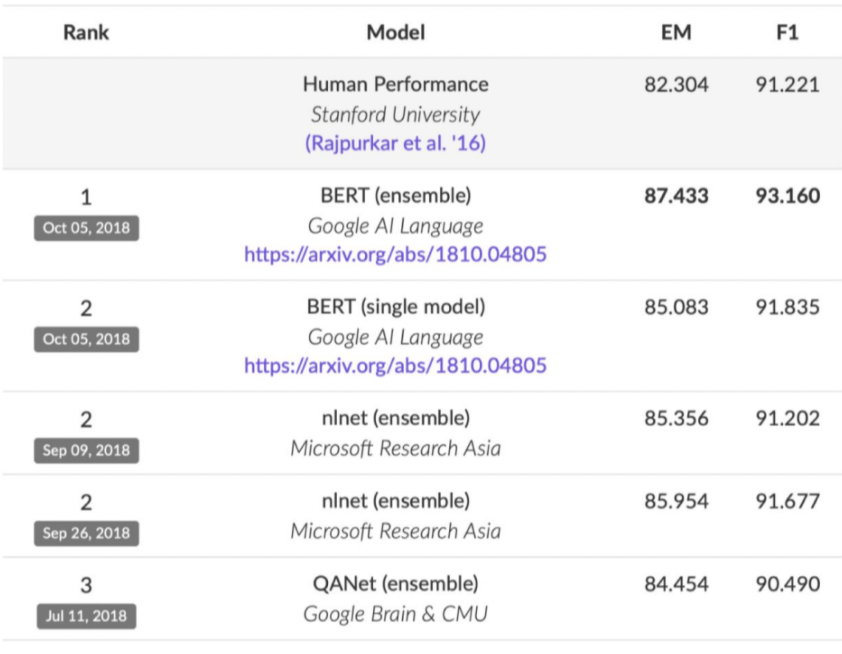 Rank Model EM F1
Human Performance 82.304 91.221
Stanford University
(Rajpurkar et al. '16)
1 BERT (ensemble) 87.433 93.160
Oct 05, 2018 Google AI Language
https://arxiv.org/abs/1810.04805
2 BERT (single model) 85.083 91.835
Oct 05, 2018 Google AI Language
https://arxiv.org/abs/1810.04805
2 nlnet (ensemble) 85.356 91.202
Sep 09, 2018 Microsoft Research Asia
2 nlnet (ensemble) 85.954 91.677
Sep 26, 2018 Microsoft Research Asia
3 QANet (ensemble) 84.454 90.490
Jul 11, 2018 Google Brain & CMU